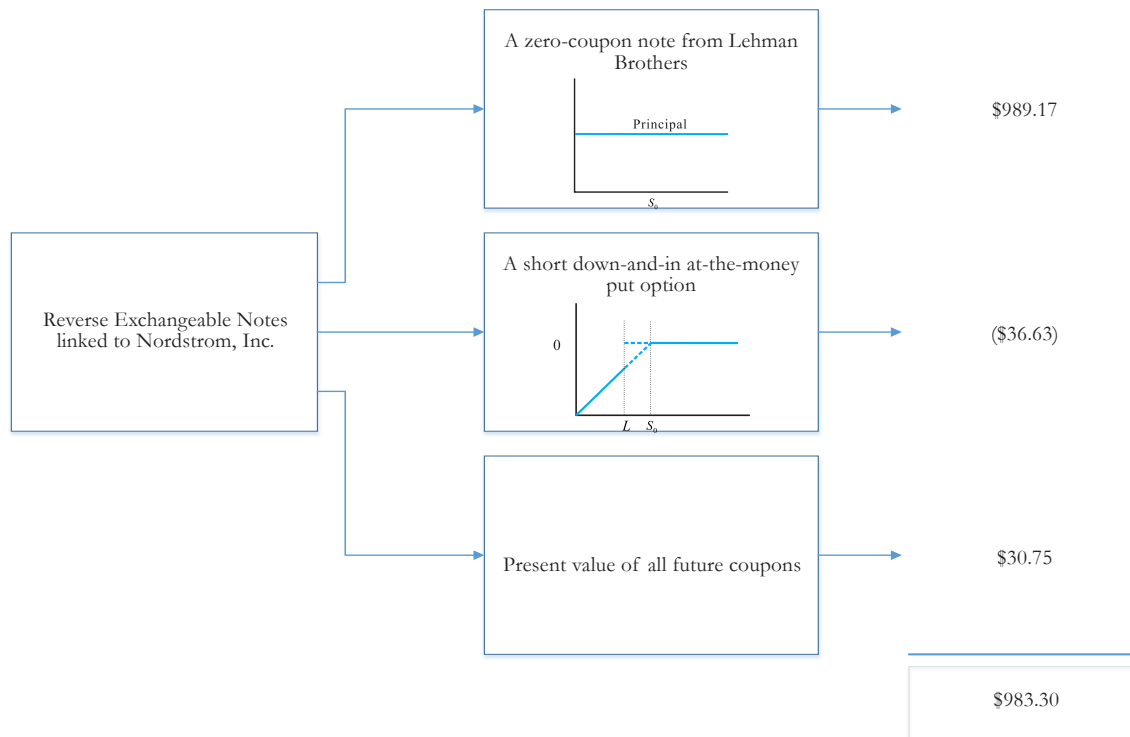 A zero-coupon note from Lehman
Brothers
Principal
S₀
$989.17
Reverse Exchangeable Notes
linked to Nordstrom, Inc.
A short down-and-in at-the-money
put option
0
L S₀
($36.63)
Present value of all future coupons
$30.75
$983.30